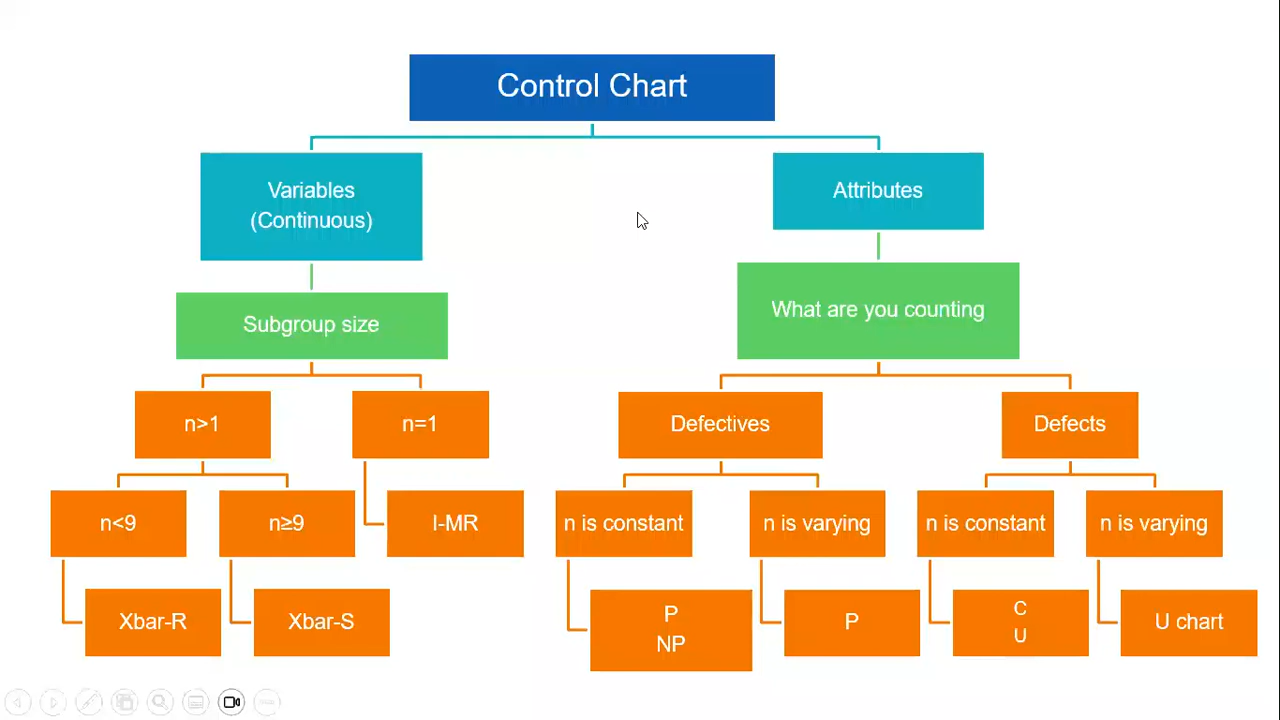 Control Chart
Variables
(Continuous)
Attributes
Subgroup size
What are you counting
n>1
n=1
Defectives
Defects
n<9
n≥9
I-MR
n is constant
n is varying
n is constant
n is varying
Xbar-R
Xbar-S
P
NP
P
C
U
U chart